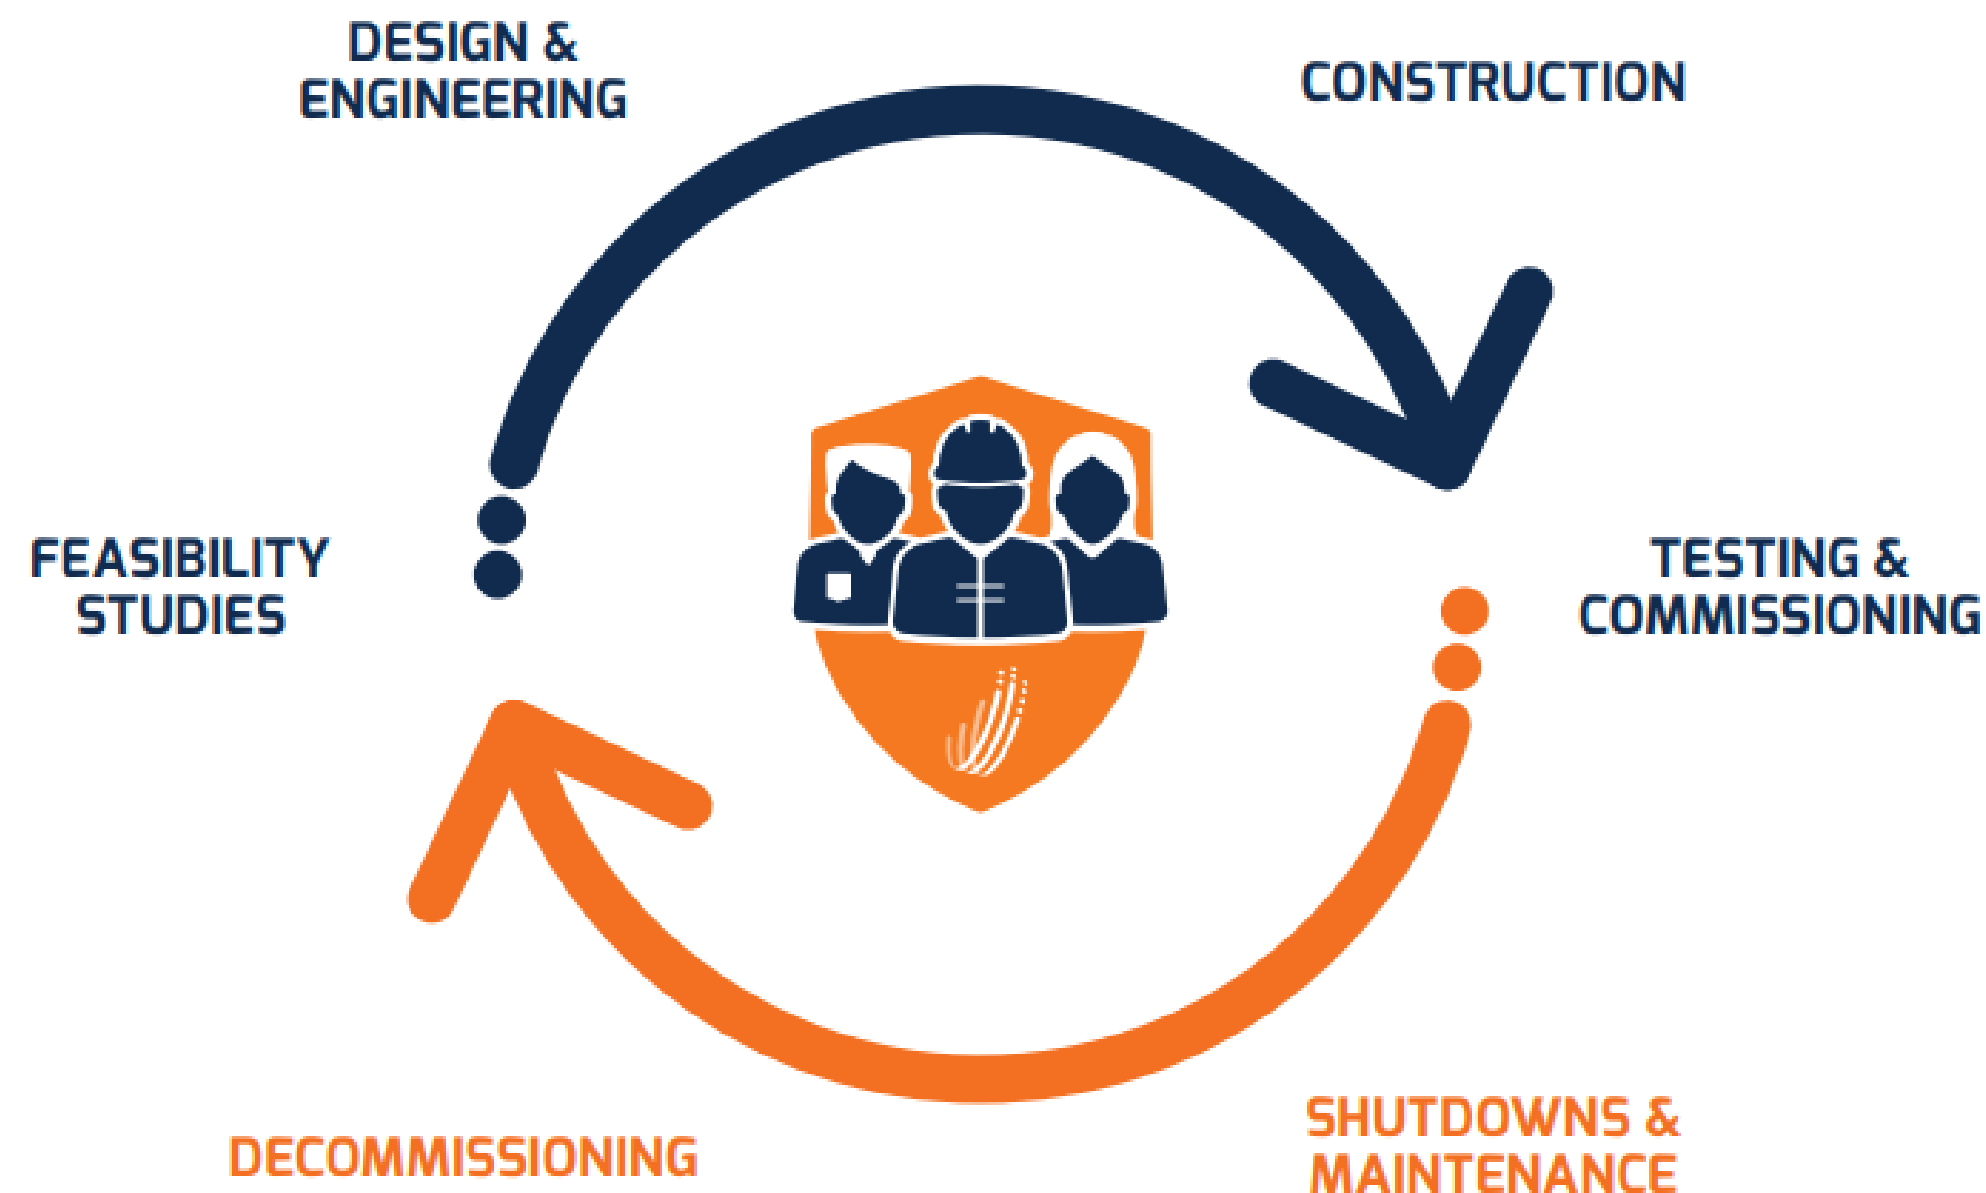 DESIGN &
ENGINEERING
CONSTRUCTION
FEASIBILITY
STUDIES
TESTING &
COMMISSIONING
DECOMMISSIONING
SHUTDOWNS &
MAINTENANCE